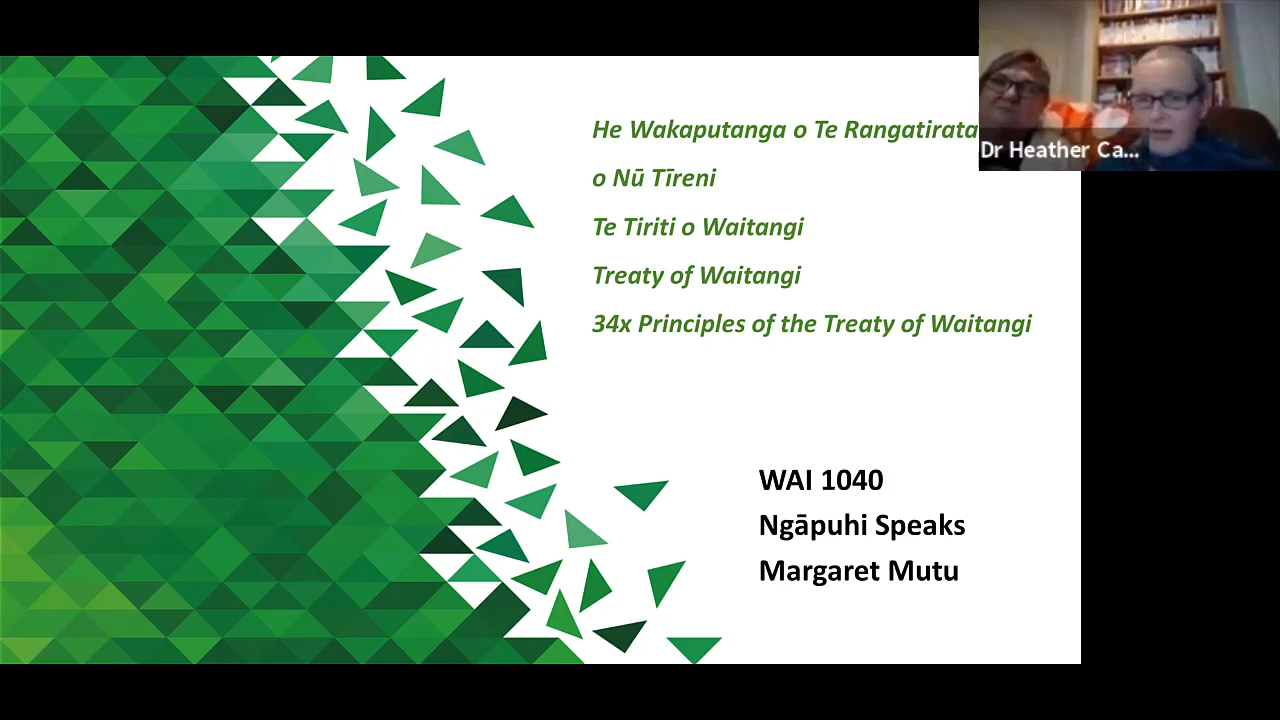 He Wakaputanga o Te Rangatirata
o Nū Tīreni
Te Tiriti o Waitangi
Treaty of Waitangi
34x Principles of the Treaty of Waitangi
Dr Heather Ca...
WAI 1040
Ngāpuhi Speaks
Margaret Mutu